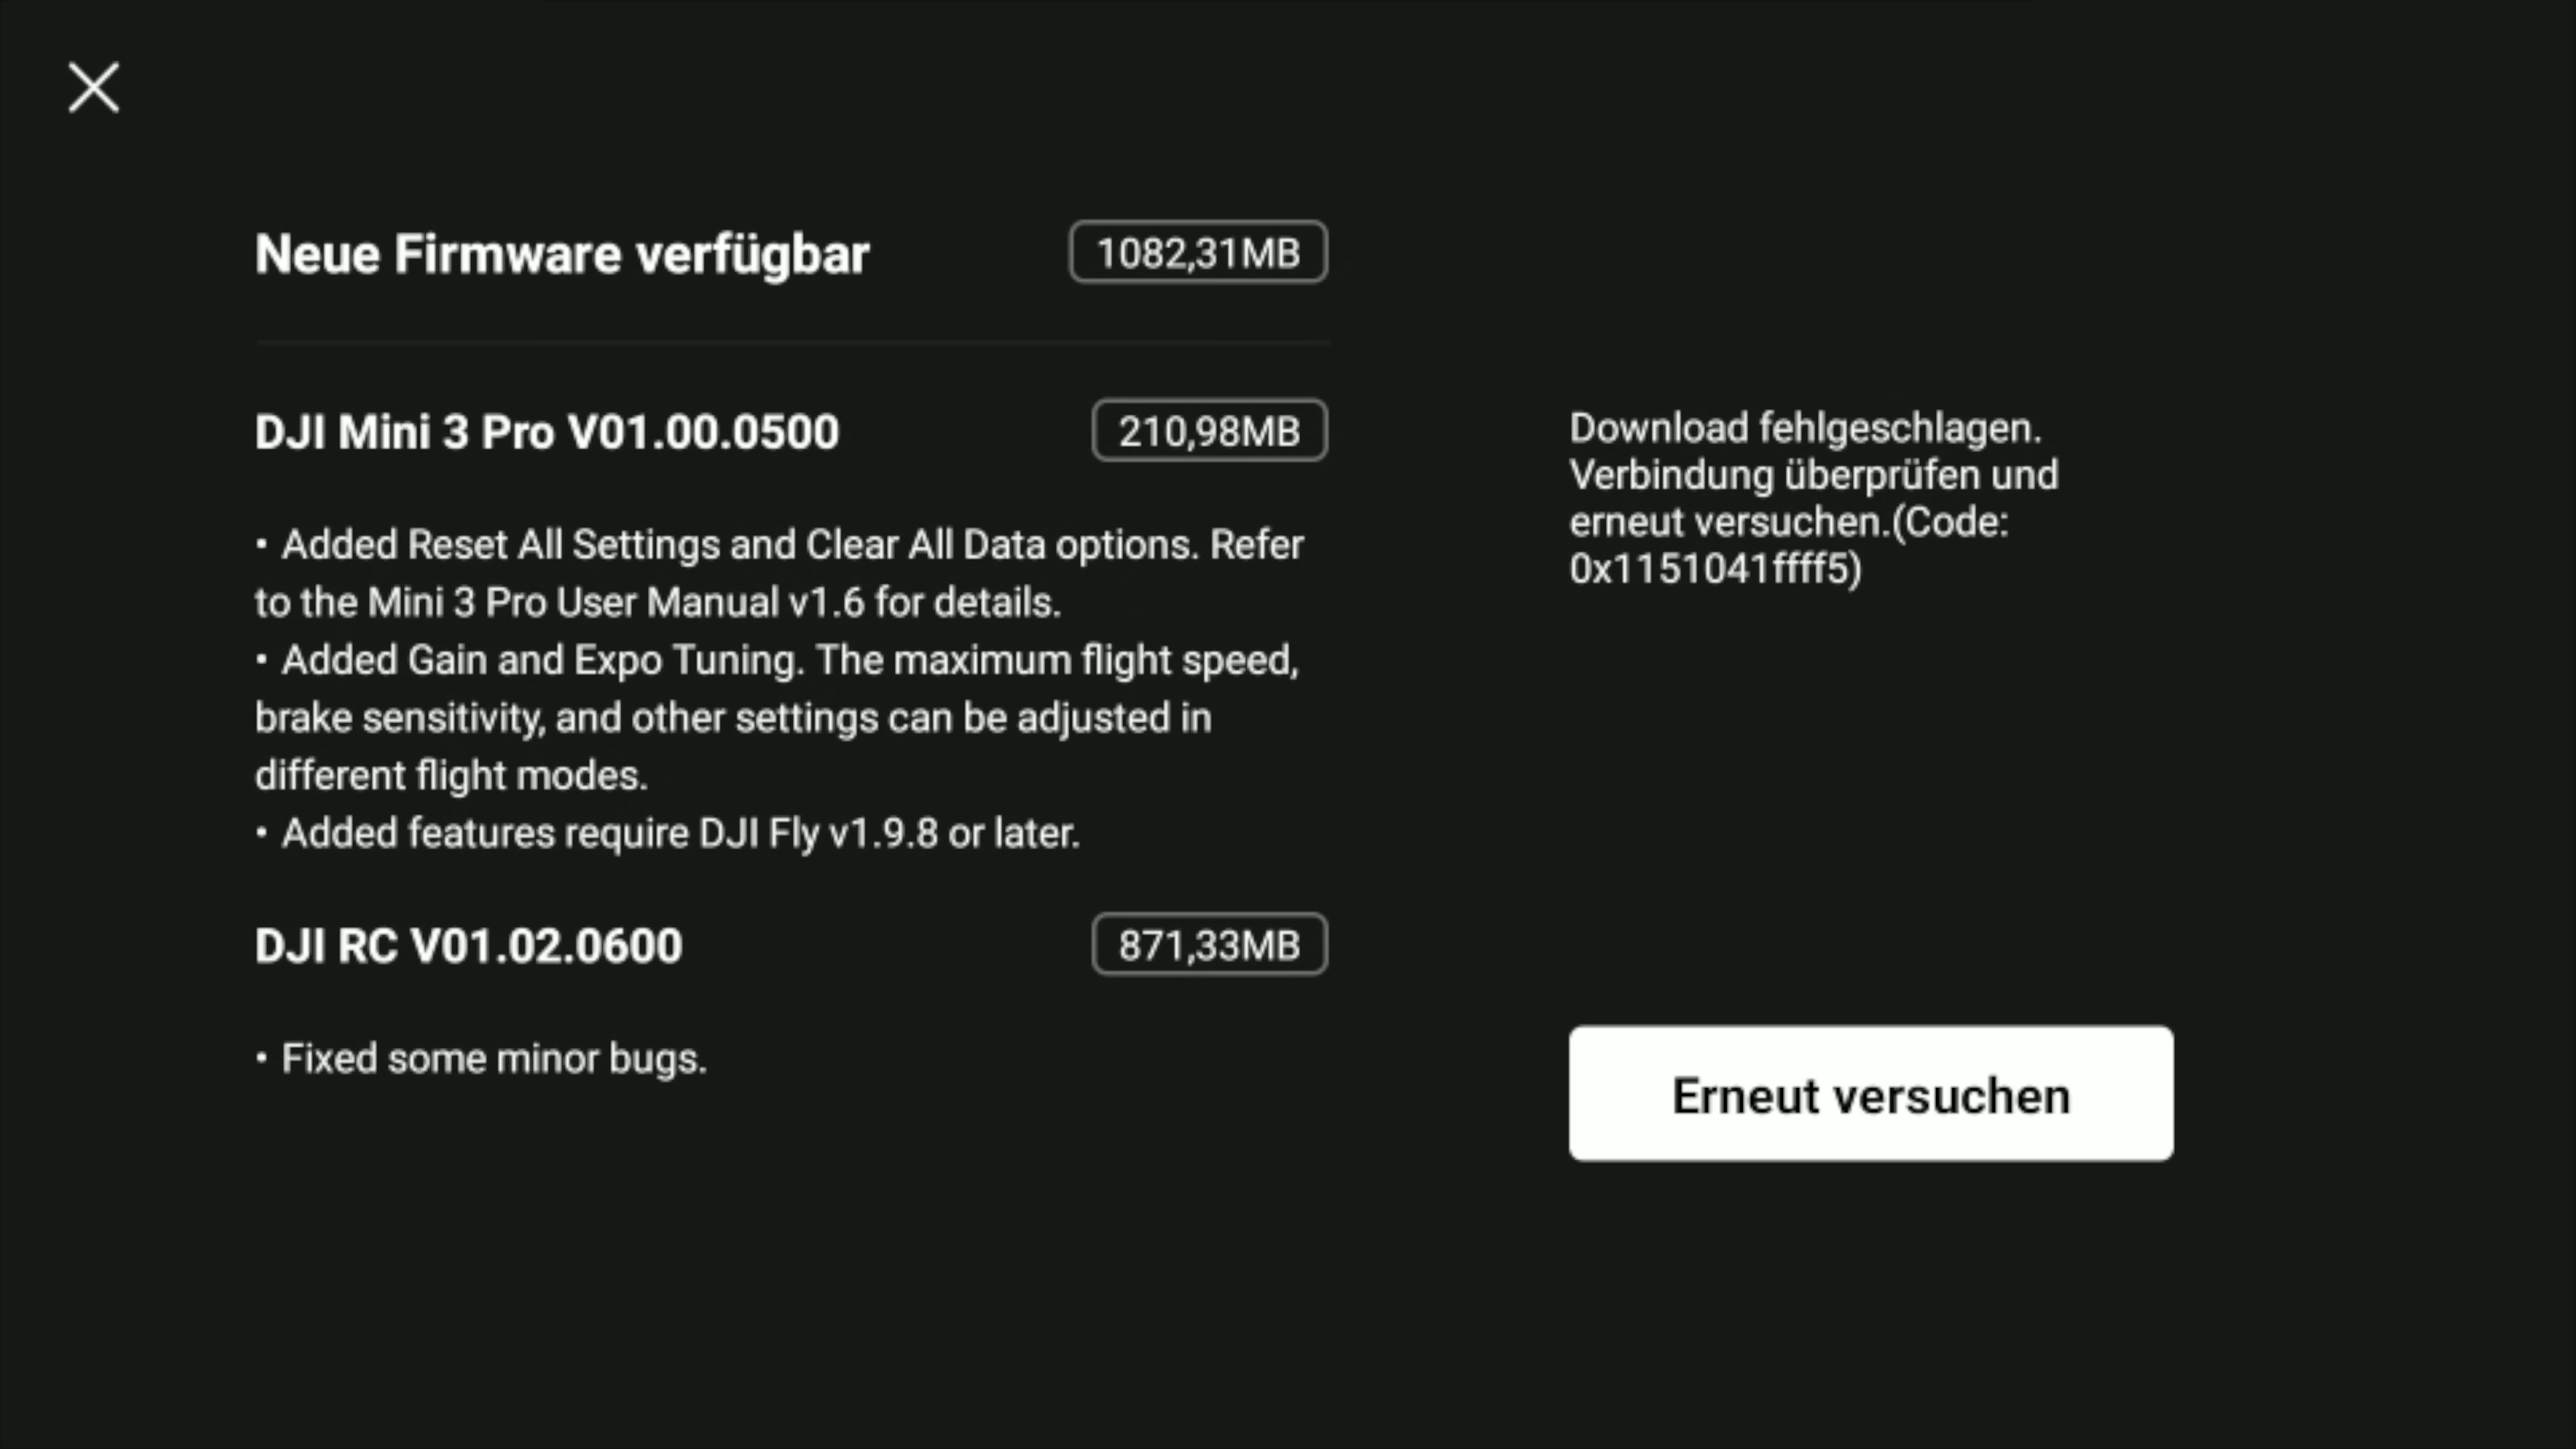 Neue Firmware verfügbar
1082,31MB
DJI Mini 3 Pro V01.00.0500
210,98MB
• Added Reset All Settings and Clear All Data options. Refer
to the Mini 3 Pro User Manual v1.6 for details.
• Added Gain and Expo Tuning. The maximum flight speed,
brake sensitivity, and other settings can be adjusted in
different flight modes.
• Added features require DJI Fly v1.9.8 or later.
DJI RC V01.02.0600
871,33MB
• Fixed some minor bugs.
Download fehlgeschlagen.
Verbindung überprüfen und
erneut versuchen.(Code:
0x1151041ffff5)
Erneut versuchen